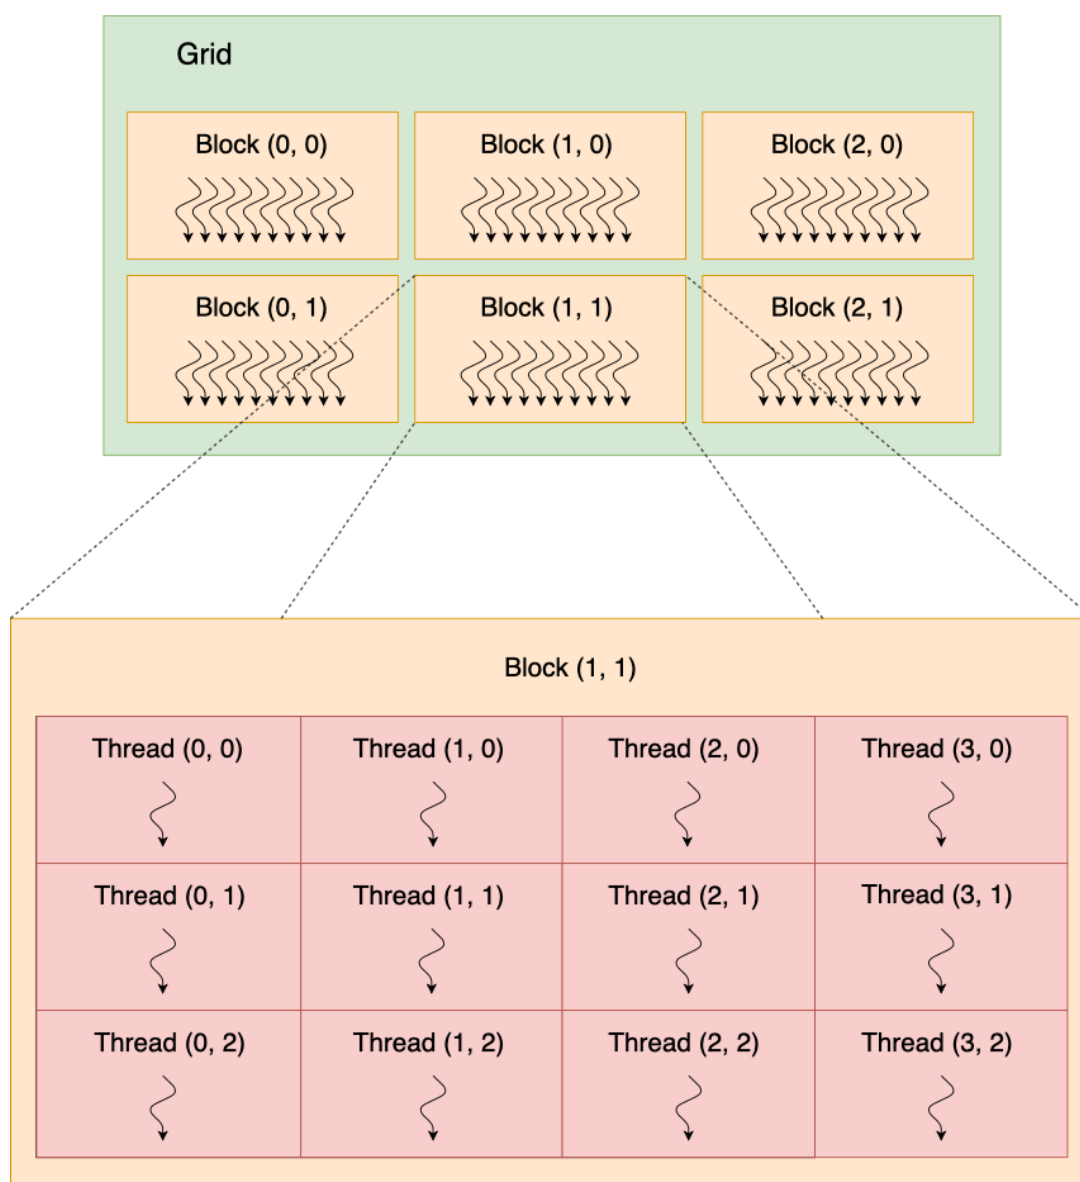 Grid
Block (0, 0)
Block (1, 0)
Block (2, 0)
Block (0, 1)
Block (1, 1)
Block (2, 1)
Block (1, 1)
Thread (0, 0)
Thread (1, 0)
Thread (2, 0)
Thread (3, 0)
Thread (0, 1)
Thread (1, 1)
Thread (2, 1)
Thread (3, 1)
Thread (0, 2)
Thread (1, 2)
Thread (2, 2)
Thread (3, 2)